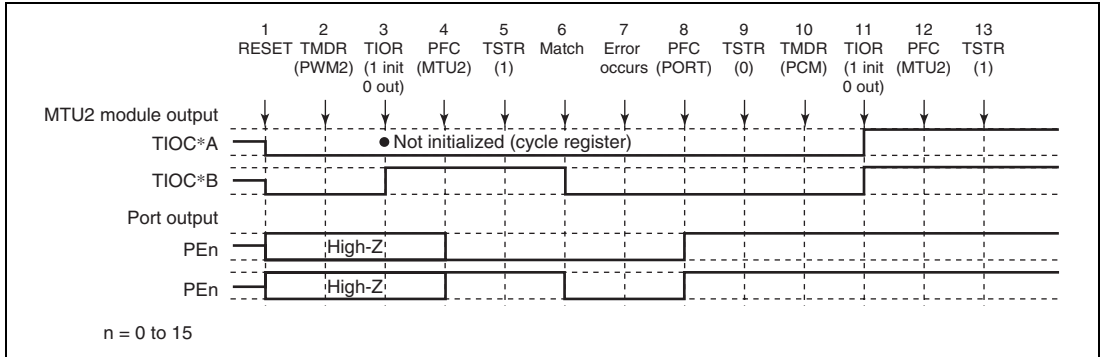 1 2 3 4 5 6 7 8 9 10 11 12 13
RESET TMDR TIOR PFC TSTR Match Error PFC TSTR TMDR TIOR PFC TSTR
(PWM2) (1 init (MTU2) (1) occurs (PORT) (0) (PCM) (1 init (MTU2) (1)
0 out) 0 out)
MTU2 module output
TIOC*A ● Not initialized (cycle register)
TIOC*B
Port output
PEn High-Z
PEn High-Z
n = 0 to 15